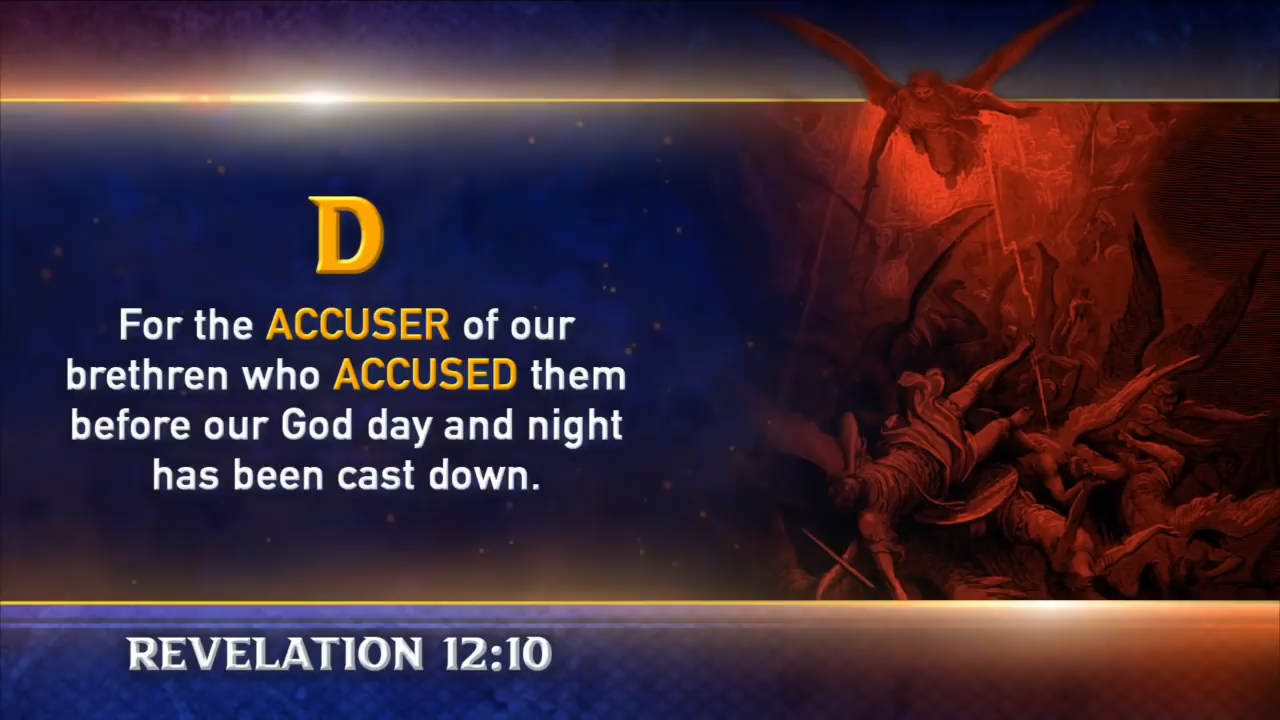 D
For the ACCUSER of our
brethren who ACCUSED them
before our God day and night
has been cast down.
REVELATION 12:10